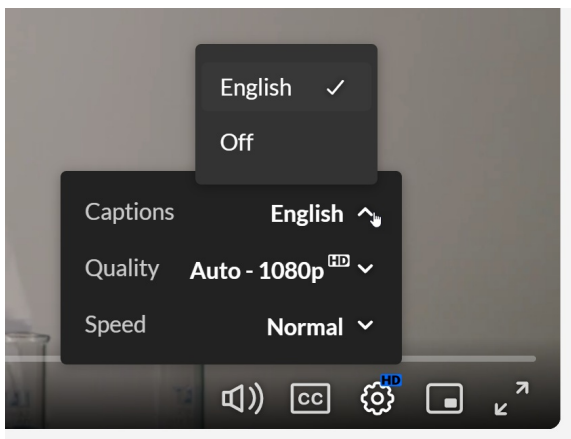 English
Off
Captions English
Quality Auto - 1080p HD
Speed Normal
CC HD